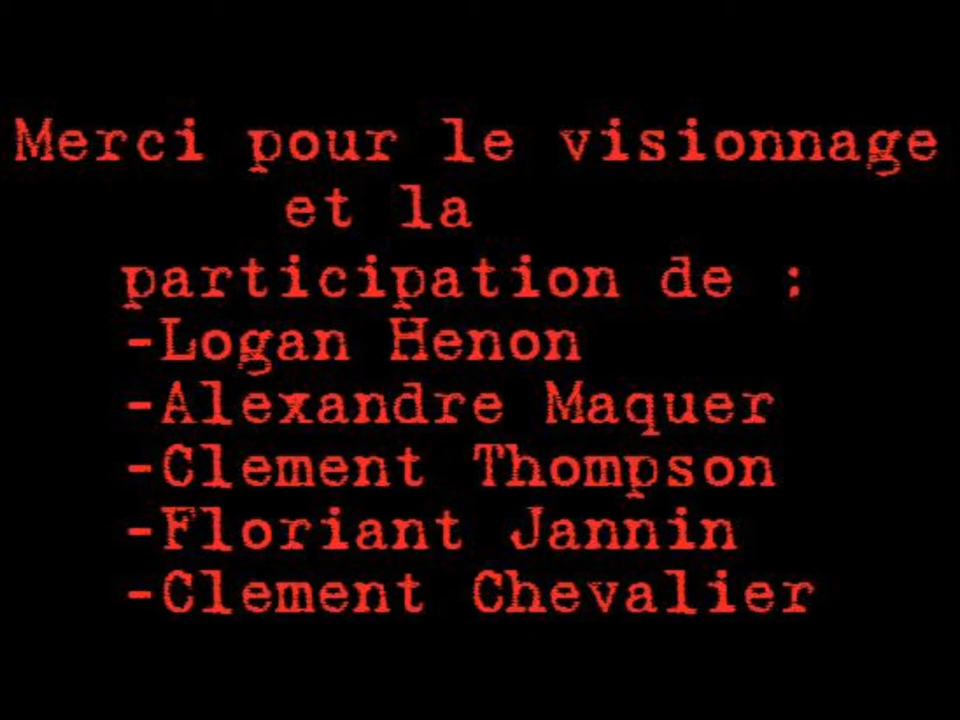 Merci pour le visionnage
et la
participation de :
-Logan Henon
-Alexandre Maquer
-Clement Thompson
-Floriant Jannin
-Clement Chevalier